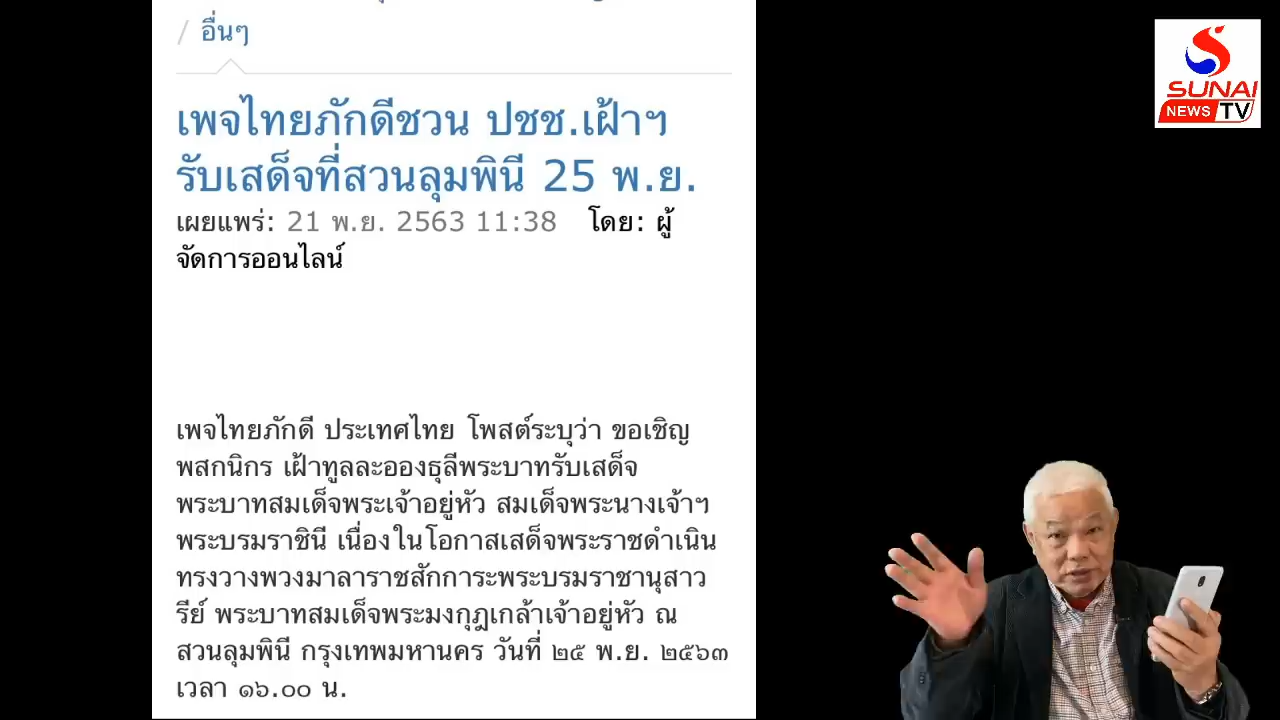 / อื่นๆ
เพจไทยภักดีชวน ปชช.เฝ้าฯ
รับเสด็จที่สวนลุมพินี 25 พ.ย.
เผยแพร่: 21 พ.ย. 2563 11:38 โดย: ผู้
จัดการออนไลน์
เพจไทยภักดี ประเทศไทย โพสต์ระบุว่า ขอเชิญ
พสกนิกร เฝ้าทูลละอองธุลีพระบาทรับเสด็จ
พระบาทสมเด็จพระเจ้าอยู่หัว สมเด็จพระนางเจ้าฯ
พระบรมราชินี เนื่องในโอกาสเสด็จพระราชดำเนิน
ทรงวางพวงมาลาราชสักการะพระบรมราชานุสาว
รีย์ พระบาทสมเด็จพระมงกุฎเกล้าเจ้าอยู่หัว ณ
สวนลุมพินี กรุงเทพมหานคร วันที่ ๒๕ พ.ย. ๒๕๖๓
เวลา ๑๖.๐๐ น.
SUNAI
NEWS TV